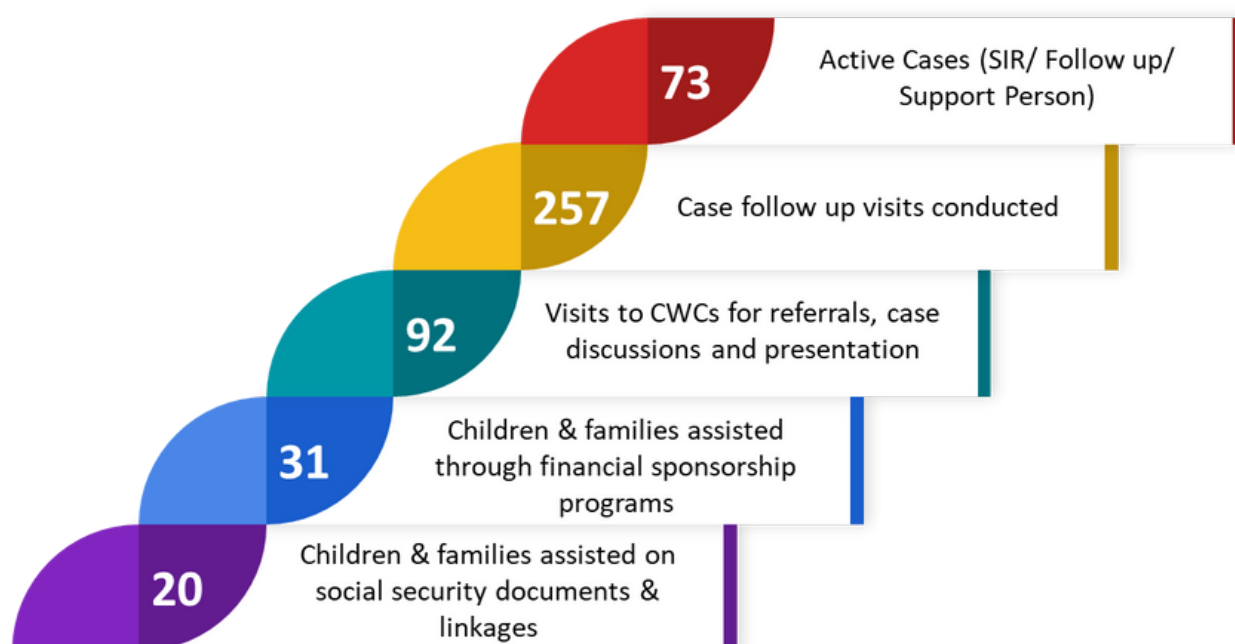 73
Active Cases (SIR/ Follow up/
Support Person)
257
Case follow up visits conducted
92
Visits to CWCs for referrals, case
discussions and presentation
31
Children & families assisted
through financial sponsorship
programs
20
Children & families assisted on
social security documents &
linkages